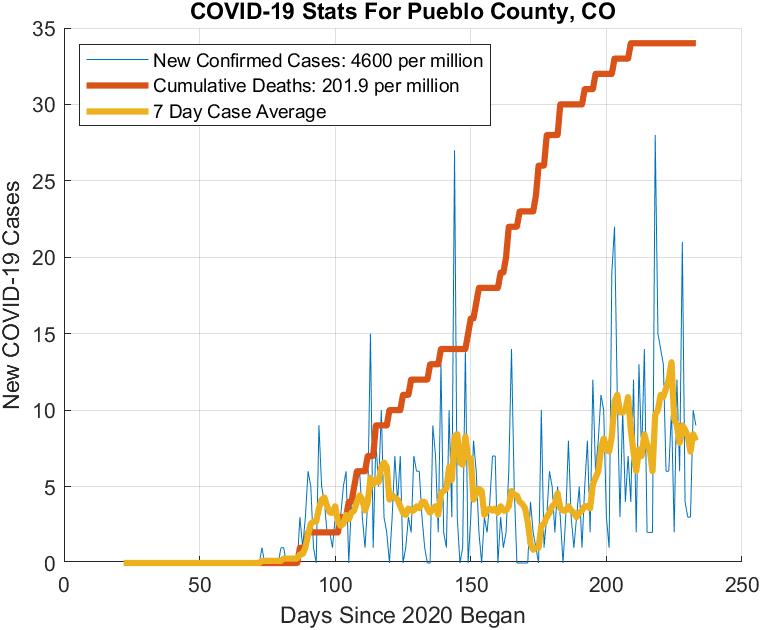 COVID-19 Stats For Pueblo County, CO
New Confirmed Cases: 4600 per million
Cumulative Deaths: 201.9 per million
7 Day Case Average
New COVID-19 Cases
35
30
25
20
15
10
5
0
0 50 100 150 200 250
Days Since 2020 Began